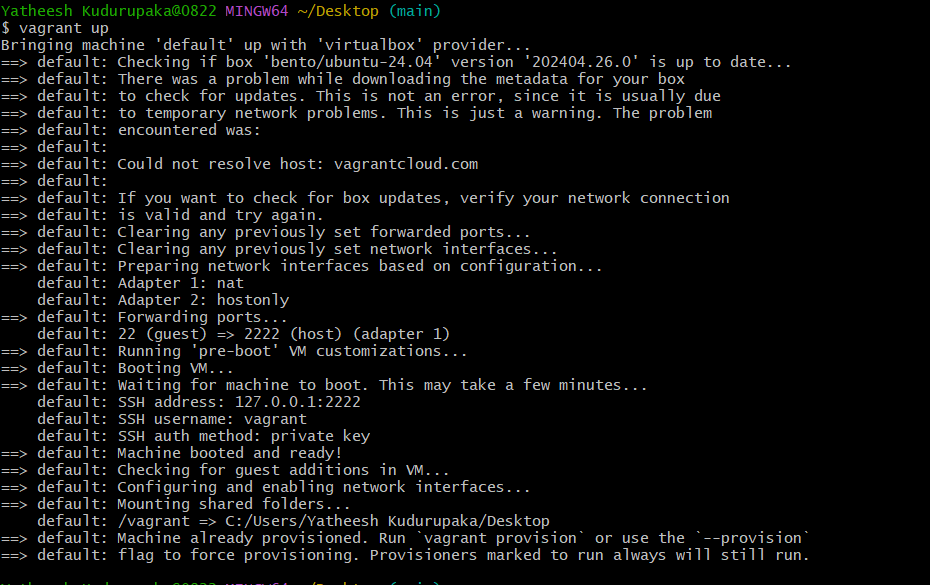 Yatheesh Kudurupaka@0822 MINGW64 ~/Desktop (main)
$ vagrant up
Bringing machine 'default' up with 'virtualbox' provider...
==> default: Checking if box 'bento/ubuntu-24.04' version '202404.26.0' is up to date...
==> default: There was a problem while downloading the metadata for your box
==> default: to check for updates. This is not an error, since it is usually due
==> default: to temporary network problems. This is just a warning. The problem
==> default: encountered was:
==> default:
==> default: Could not resolve host: vagrantcloud.com
==> default:
==> default: If you want to check for box updates, verify your network connection
==> default: is valid and try again.
==> default: Clearing any previously set forwarded ports...
==> default: Clearing any previously set network interfaces...
==> default: Preparing network interfaces based on configuration...
    default: Adapter 1: nat
    default: Adapter 2: hostonly
==> default: Forwarding ports...
    default: 22 (guest) => 2222 (host) (adapter 1)
==> default: Running 'pre-boot' VM customizations...
==> default: Booting VM...
==> default: Waiting for machine to boot. This may take a few minutes...
    default: SSH address: 127.0.0.1:2222
    default: SSH username: vagrant
    default: SSH auth method: private key
==> default: Machine booted and ready!
==> default: Checking for guest additions in VM...
==> default: Configuring and enabling network interfaces...
==> default: Mounting shared folders...
    default: /vagrant => C:/Users/Yatheesh Kudurupaka/Desktop
==> default: Machine already provisioned. Run `vagrant provision` or use the `--provision`
==> default: flag to force provisioning. Provisioners marked to run always will still run.